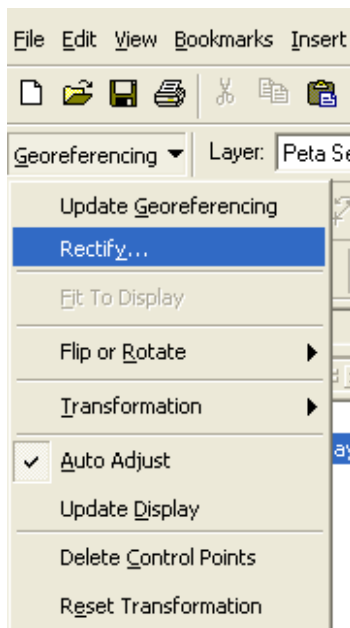 File Edit View Bookmarks Insert
Georeferencing Layer: Peta Se
Update Georeferencing
Rectify...
Fit To Display
Flip or Rotate
Transformation
Auto Adjust
Update Display
Delete Control Points
Reset Transformation